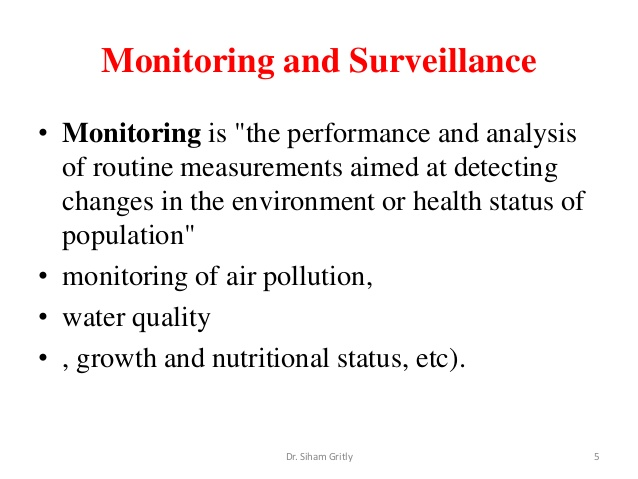 Monitoring and Surveillance
• Monitoring is "the performance and analysis
of routine measurements aimed at detecting
changes in the environment or health status of
population"
• monitoring of air pollution,
• water quality
• , growth and nutritional status, etc).
Dr. Siham Gritly
5